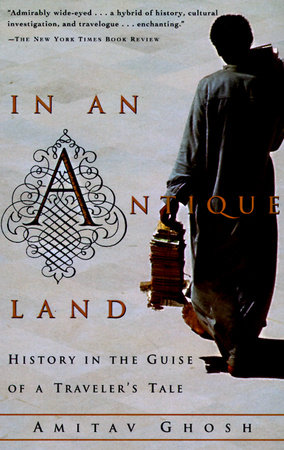 "Admirably wide-eyed . . . a hybrid of history, cultural
investigation, and travelogue . . . enchanting."
—The New York Times Book Review
IN AN
ANTIQUE
LAND
History in the Guise
of a Traveler's Tale
Amitav Ghosh